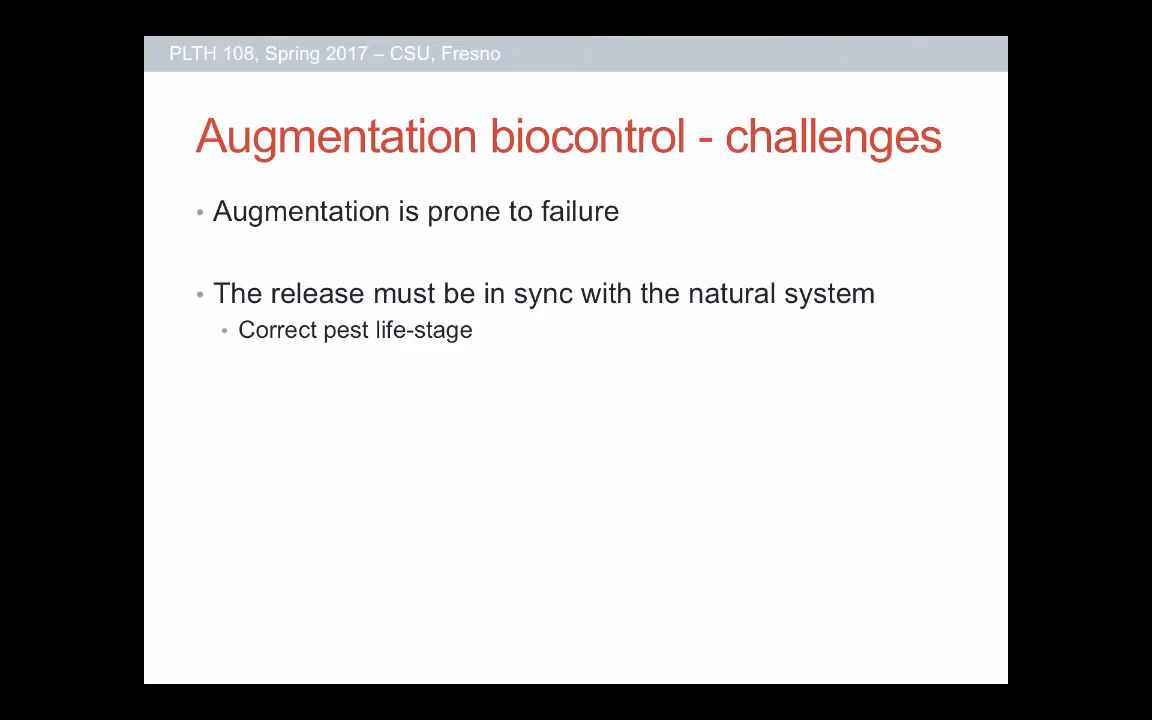 PLTH 108, Spring 2017 – CSU, Fresno
Augmentation biocontrol - challenges
• Augmentation is prone to failure
• The release must be in sync with the natural system
• Correct pest life-stage